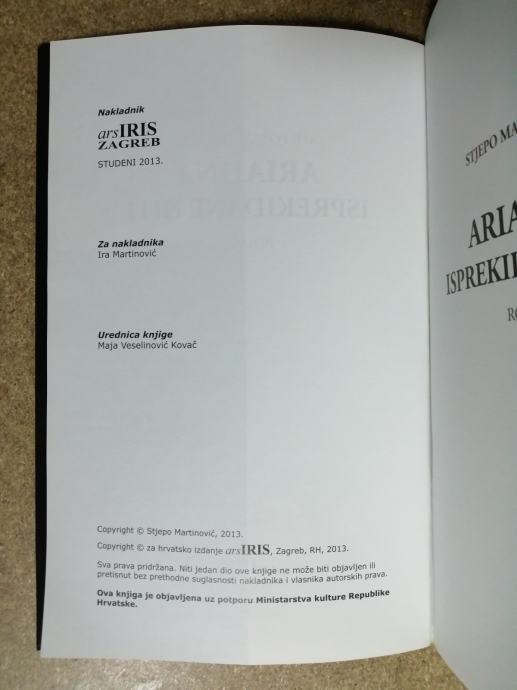 Nakladnik
arsIRIS
ZAGREB
STUDENI 2013.
Za nakladnika
Ira Martinović
Urednica knjige
Maja Veselinović Kovač
Copyright © Stjepo Martinović, 2013.
Copyright © za hrvatsko izdanje arsIRIS, Zagreb, RH, 2013.
Sva prava pridržana. Niti jedan dio ove knjige ne može biti objavljen ili
pretisnut bez prethodne suglasnosti nakladnika i vlasnika autorskih prava.
Ova knjiga je objavljena uz potporu Ministarstva kulture Republike
Hrvatske.
STJEPO MA
ARIA
ISPREKI
R